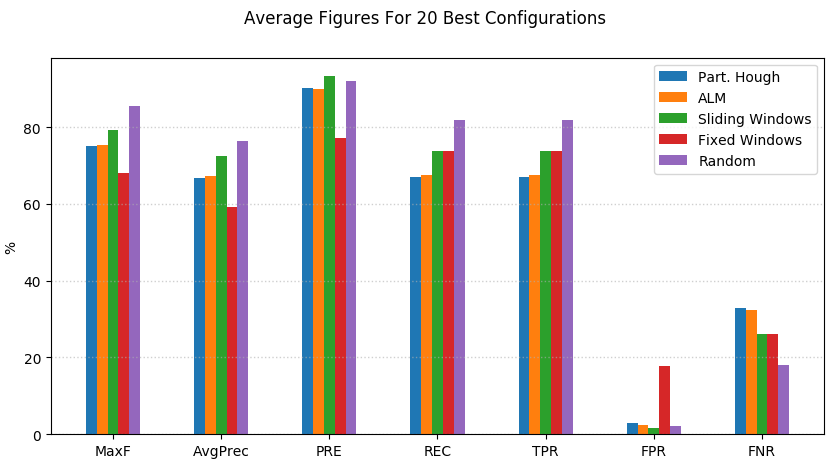 Average Figures For 20 Best Configurations
Part. Hough
ALM
Sliding Windows
Fixed Windows
Random
%
80
60
40
20
0
MaxF AvgPrec PRE REC TPR FPR FNR